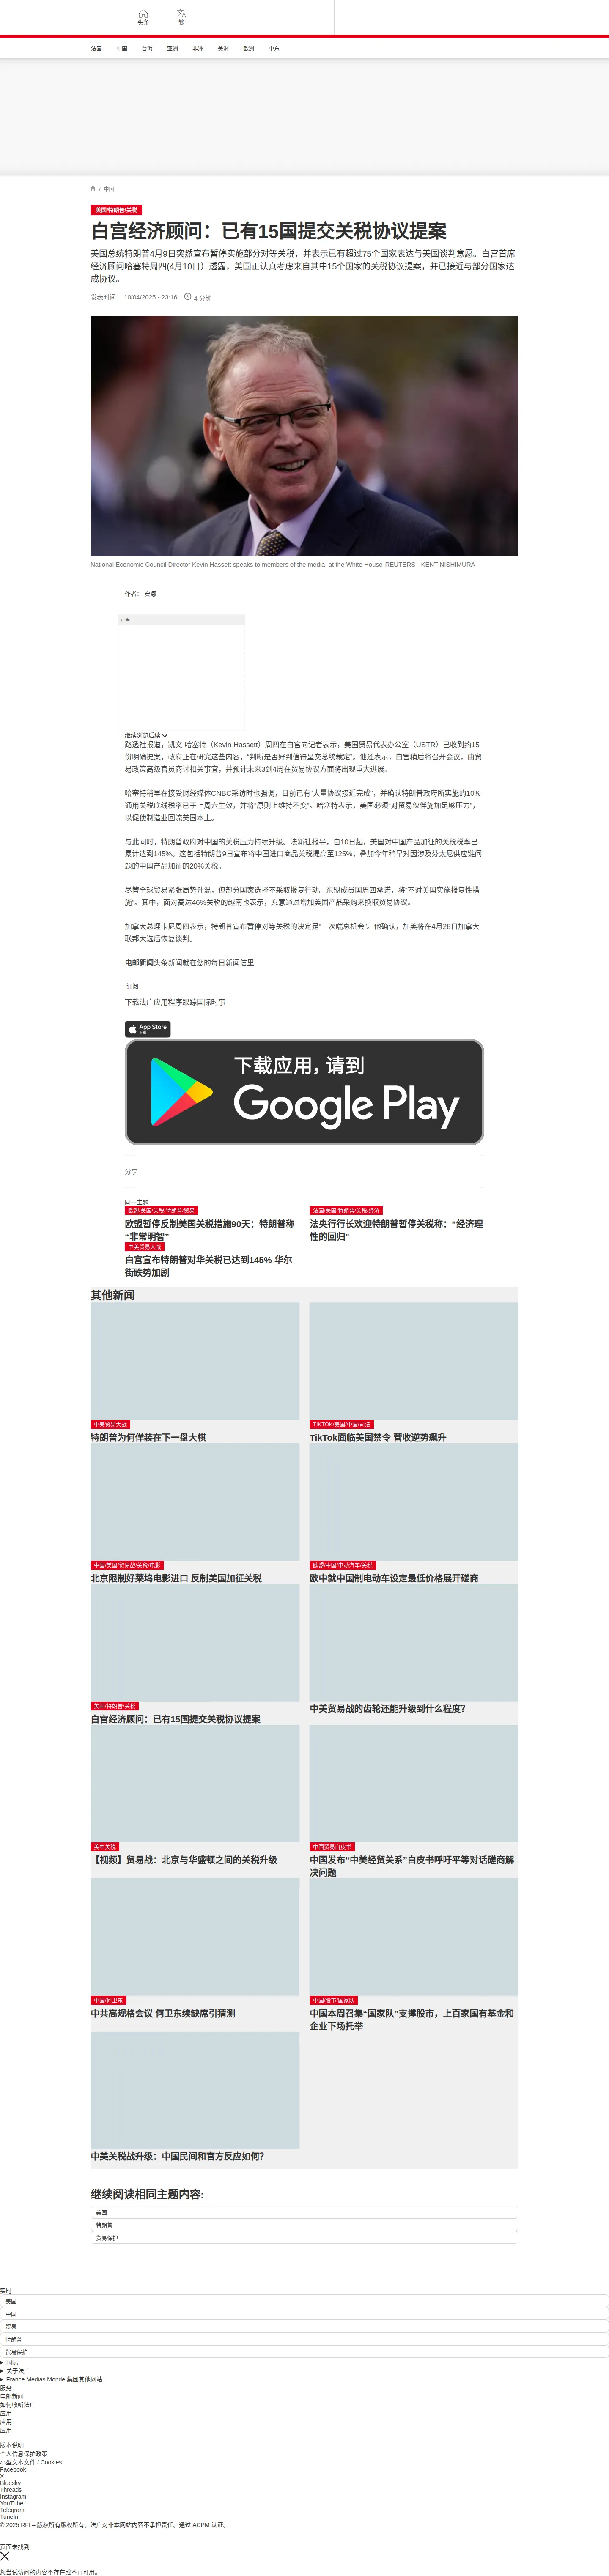 头条
繁
法国 中国 台海 亚洲 非洲 美洲 欧洲 中东
/ 中国
美国/特朗普/关税
白宫经济顾问：已有15国提交关税协议提案
美国总统特朗普4月9日突然宣布暂停实施部分对等关税，并表示已有超过75个国家表达与美国谈判意愿。白宫首席
经济顾问哈塞特周四(4月10日）透露，美国正认真考虑来自其中15个国家的关税协议提案，并已接近与部分国家达
成协议。
发表时间： 10/04/2025 - 23:16 4 分钟
National Economic Council Director Kevin Hassett speaks to members of the media, at the White House REUTERS - KENT NISHIMURA
作者： 安娜
广告
继续浏览后续
路透社报道，凯文·哈塞特（Kevin Hassett）周四在白宫向记者表示，美国贸易代表办公室（USTR）已收到约15
份明确提案，政府正在研究这些内容，“判断是否好到值得呈交总统裁定”。他还表示，白宫稍后将召开会议，由贸
易政策高级官员商讨相关事宜，并预计未来3到4周在贸易协议方面将出现重大进展。
哈塞特稍早在接受财经媒体CNBC采访时也强调，目前已有“大量协议接近完成”，并确认特朗普政府所实施的10%
通用关税底线税率已于上周六生效，并将“原则上维持不变”。哈塞特表示，美国必须“对贸易伙伴施加足够压力”，
以促使制造业回流美国本土。
与此同时，特朗普政府对中国的关税压力持续升级。法新社报导，自10日起，美国对中国产品加征的关税税率已
累计达到145%。这包括特朗普9日宣布将中国进口商品关税提高至125%，叠加今年稍早对因涉及芬太尼供应链问
题的中国产品加征的20%关税。
尽管全球贸易紧张局势升温，但部分国家选择不采取报复行动。东盟成员国周四承诺，将“不对美国实施报复性措
施”。其中，面对高达46%关税的越南也表示，愿意通过增加美国产品采购来换取贸易协议。
加拿大总理卡尼周四表示，特朗普宣布暂停对等关税的决定是“一次喘息机会”。他确认，加美将在4月28日加拿大
联邦大选后恢复谈判。
电邮新闻头条新闻就在您的每日新闻信里
订阅
下载法广应用程序跟踪国际时事
App Store
下载
下载应用，请到
Google Play
分享 :
同一主题
欧盟/美国/关税/特朗普/贸易
欧盟暂停反制美国关税措施90天：特朗普称
“非常明智”
法国/美国/特朗普/关税/经济
法央行行长欢迎特朗普暂停关税称："经济理
性的回归"
中美贸易大战
白宫宣布特朗普对华关税已达到145% 华尔
街跌势加剧
其他新闻
中美贸易大战
特朗普为何佯装在下一盘大棋
TIKTOK/美国/中国/司法
TikTok面临美国禁令 营收逆势飙升
中国/美国/贸易战/关税/电影
北京限制好莱坞电影进口 反制美国加征关税
欧盟/中国/电动汽车/关税
欧中就中国制电动车设定最低价格展开磋商
美国/特朗普/关税
白宫经济顾问：已有15国提交关税协议提案
中美贸易战的齿轮还能升级到什么程度？
美中关税
【视频】贸易战：北京与华盛顿之间的关税升级
中国贸易白皮书
中国发布“中美经贸关系”白皮书呼吁平等对话磋商解
决问题
中国/何卫东
中共高规格会议 何卫东续缺席引猜测
中国/股市/国家队
中国本周召集“国家队”支撑股市，上百家国有基金和
企业下场托举
中美关税战升级：中国民间和官方反应如何？
继续阅读相同主题内容:
美国
特朗普
贸易保护
实时
美国
中国
贸易
特朗普
贸易保护
国际
关于法广
France Médias Monde 集团其他网站
服务
电邮新闻
如何收听法广
应用
应用
应用
版本说明
个人信息保护政策
小型文本文件 / Cookies
Facebook
X
Bluesky
Threads
Instagram
YouTube
Telegram
TuneIn
© 2025 RFI – 版权所有版权所有。法广对非本网站内容不承担责任。通过 ACPM 认证。
页面未找到
您尝试访问的内容不存在或不再可用。